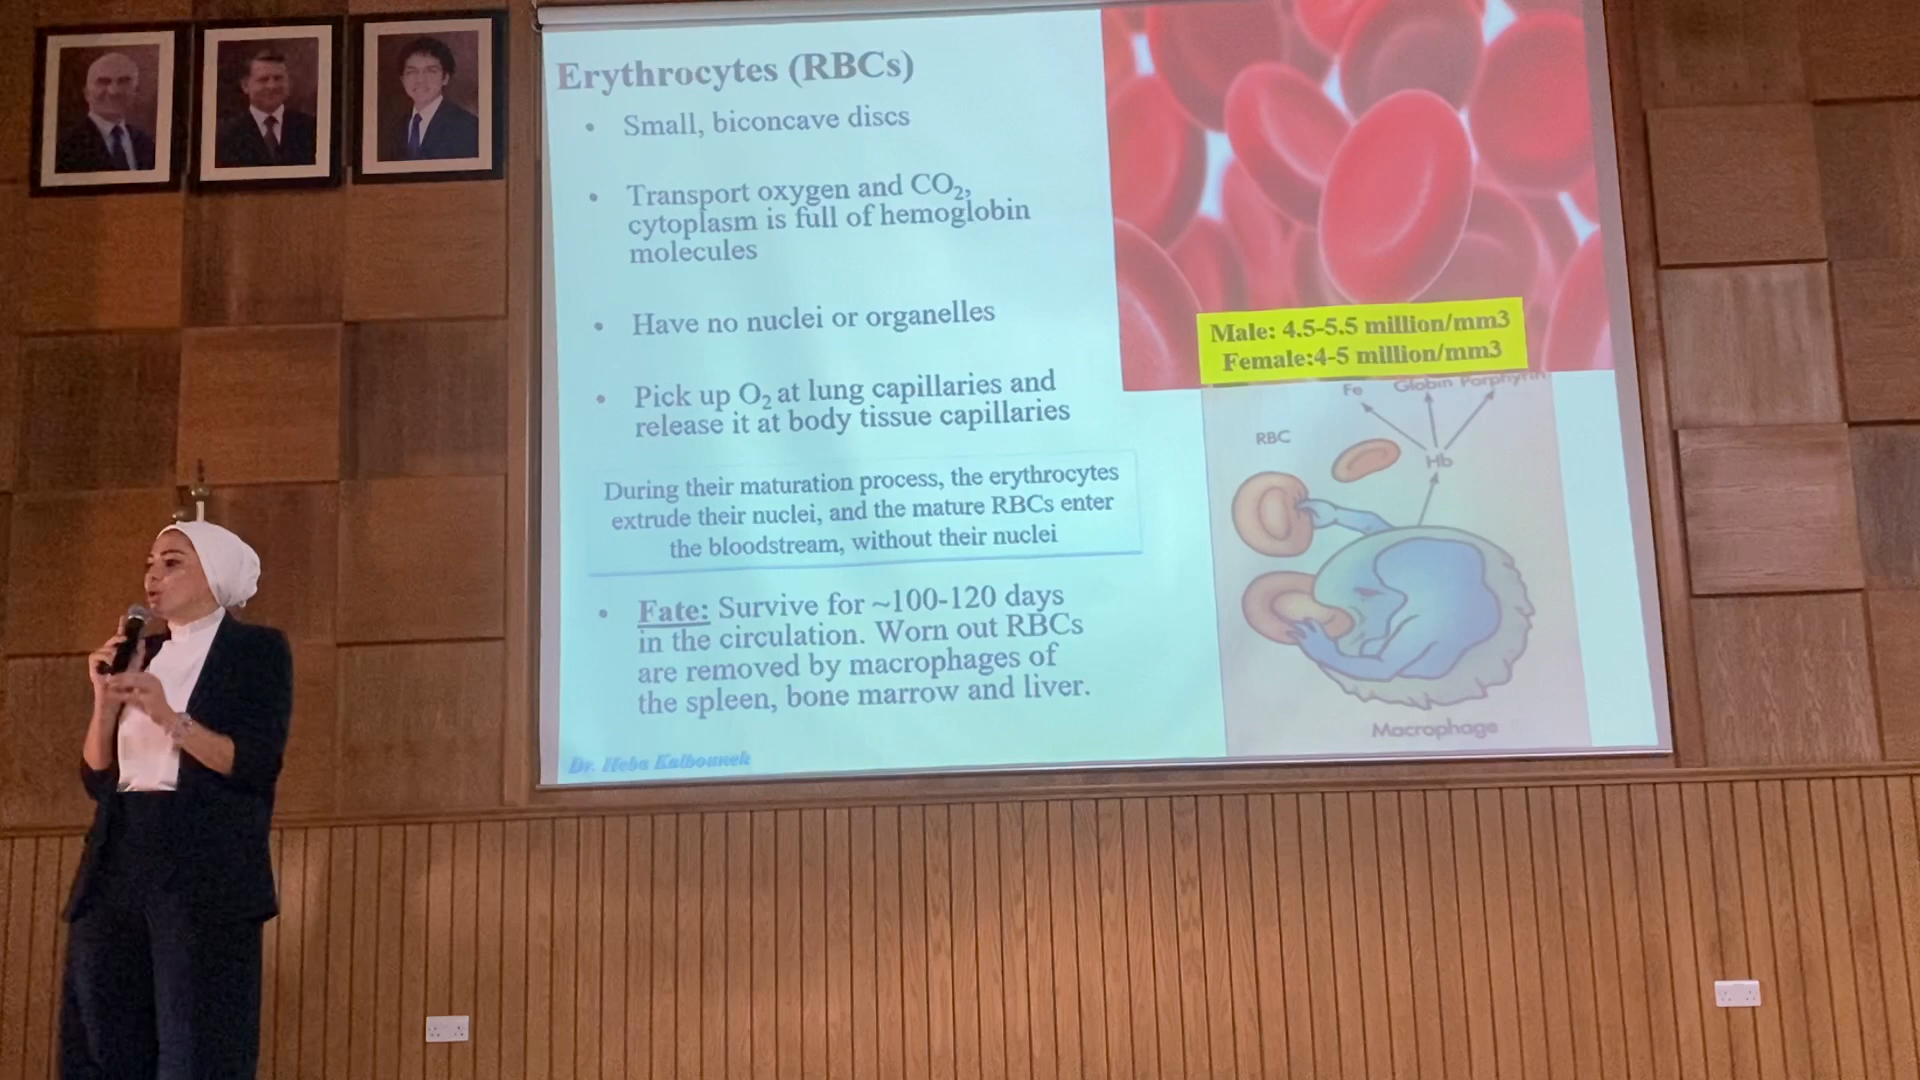 Erythrocytes (RBCs)
• Small, biconcave discs
• Transport oxygen and CO₂,
cytoplasm is full of hemoglobin
molecules
• Have no nuclei or organelles
• Pick up O₂ at lung capillaries and
release it at body tissue capillaries
During their maturation process, the erythrocytes
extrude their nuclei, and the mature RBCs enter
the bloodstream, without their nuclei
• Fate: Survive for ~100-120 days
in the circulation. Worn out RBCs
are removed by macrophages of
the spleen, bone marrow and liver.
Dr. Heba Kalbouneh
Male: 4.5-5.5 million/mm3
Female:4-5 million/mm3
Fe Globin Porphyrin
RBC
Hb
Macrophage